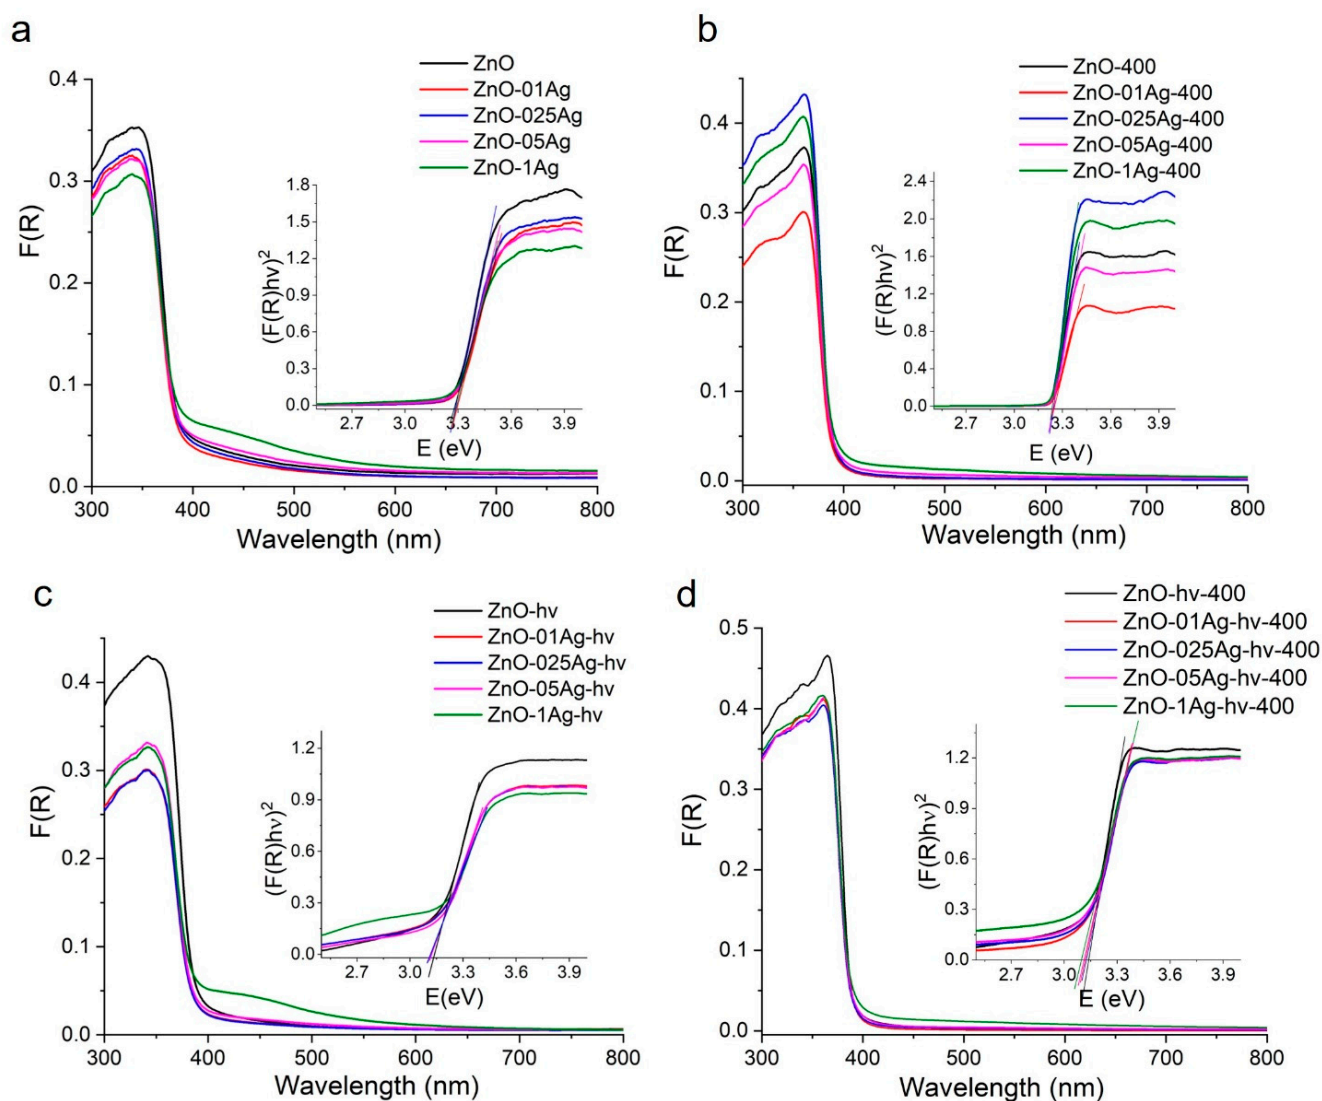 a
ZnO
ZnO-01Ag
ZnO-025Ag
ZnO-05Ag
ZnO-1Ag
F(R)
0.4
0.3
0.2
0.1
0.0
300 400 500 600 700 800
Wavelength (nm)
(F(R)hν)²
1.8
1.5
1.2
0.9
0.6
0.3
0.0
2.7 3.0 3.3 3.6 3.9
E (eV)
b
ZnO-400
ZnO-01Ag-400
ZnO-025Ag-400
ZnO-05Ag-400
ZnO-1Ag-400
F(R)
0.4
0.3
0.2
0.1
0.0
300 400 500 600 700 800
Wavelength (nm)
(F(R)hν)²
2.4
2.0
1.6
1.2
0.8
0.4
0.0
2.7 3.0 3.3 3.6 3.9
E (eV)
c
ZnO-hv
ZnO-01Ag-hv
ZnO-025Ag-hv
ZnO-05Ag-hv
ZnO-1Ag-hv
F(R)
0.4
0.3
0.2
0.1
0.0
300 400 500 600 700 800
Wavelength (nm)
(F(R)hν)²
1.2
0.9
0.6
0.3
0.0
2.7 3.0 3.3 3.6 3.9
E(eV)
d
ZnO-hv-400
ZnO-01Ag-hv-400
ZnO-025Ag-hv-400
ZnO-05Ag-hv-400
ZnO-1Ag-hv-400
F(R)
0.5
0.4
0.3
0.2
0.1
0.0
300 400 500 600 700 800
Wavelength (nm)
(F(R)hν)²
1.2
0.9
0.6
0.3
0.0
2.7 3.0 3.3 3.6 3.9
E (eV)